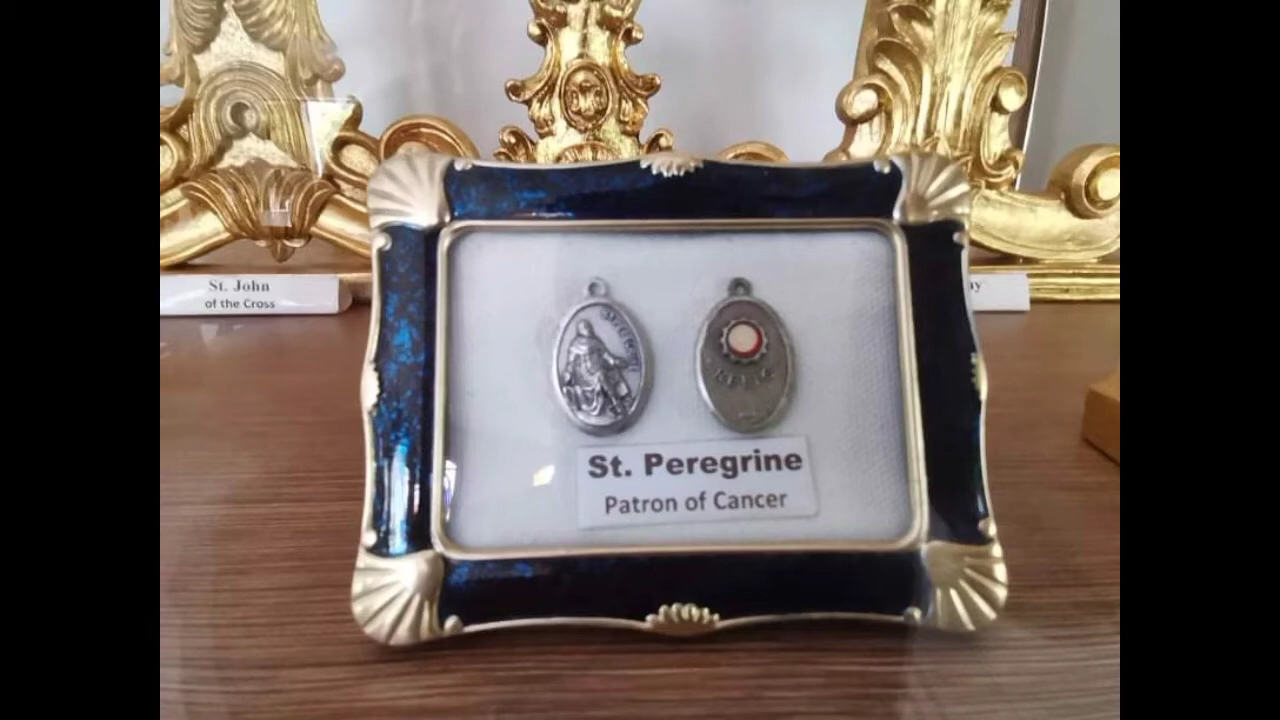 St. John
of the Cross
St. Peregrine
Patron of Cancer